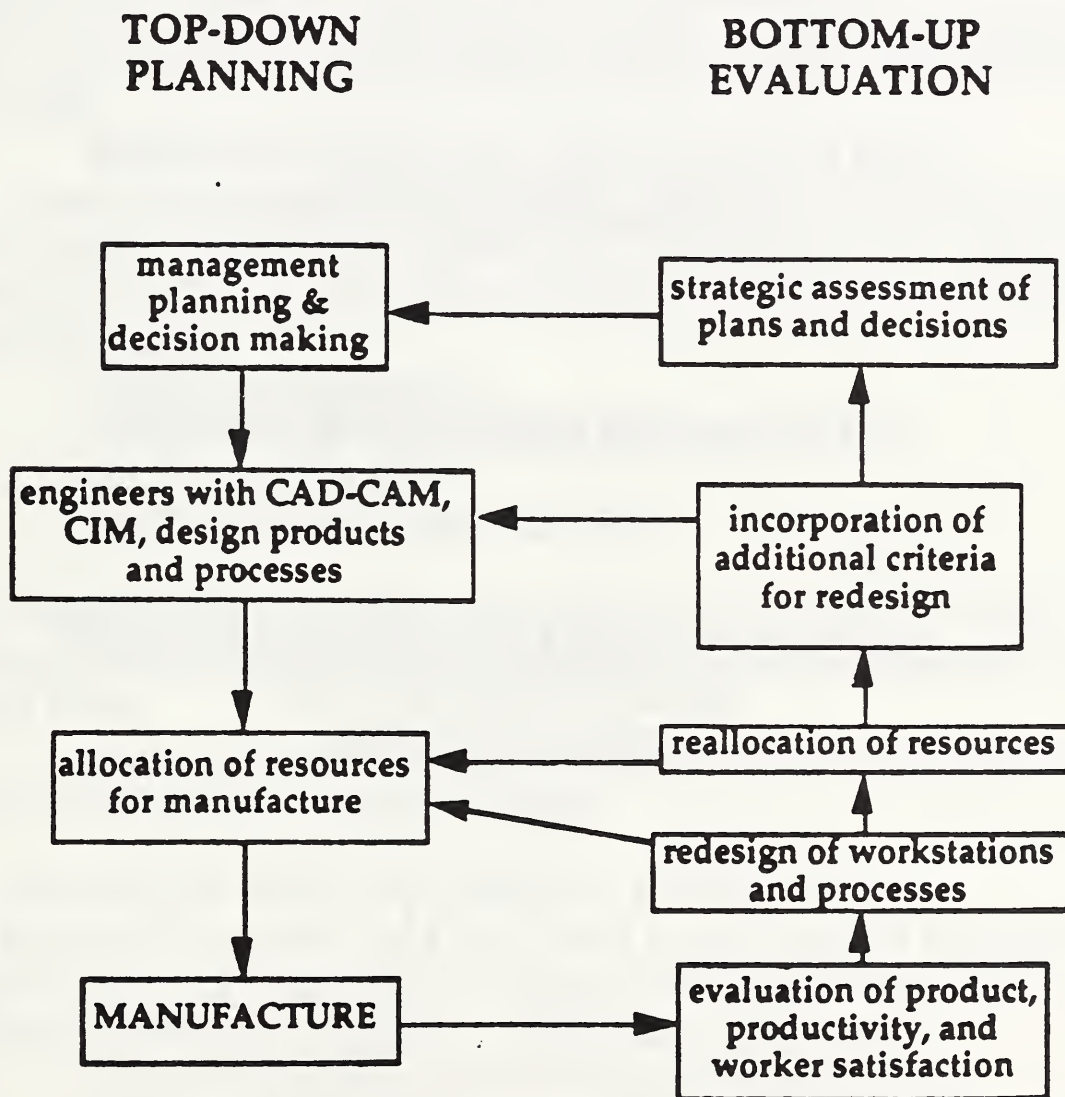 TOP-DOWN
PLANNING
BOTTOM-UP
EVALUATION
management
planning &
decision making
strategic assessment of
plans and decisions
engineers with CAD-CAM,
CIM, design products
and processes
incorporation of
additional criteria
for redesign
allocation of resources
for manufacture
reallocation of resources
redesign of workstations
and processes
MANUFACTURE
evaluation of product,
productivity, and
worker satisfaction